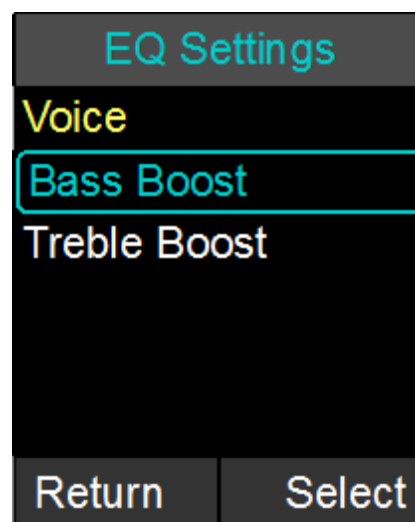 EQ Settings
Voice
Bass Boost
Treble Boost
Return Select